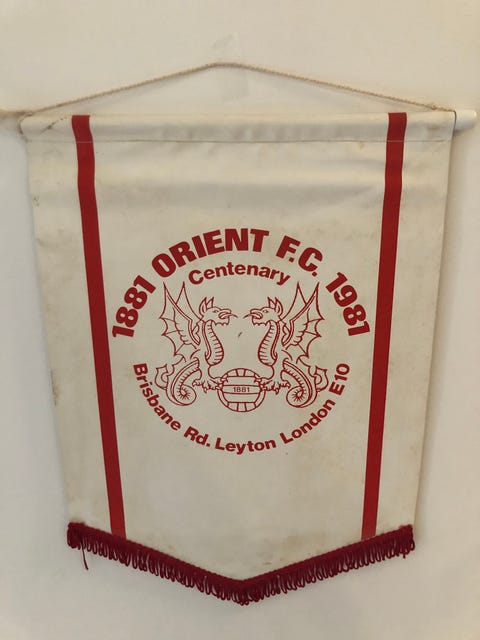 1881 ORIENT F.C. 1981
Centenary
1881
Brisbane Rd. Leyton London E10